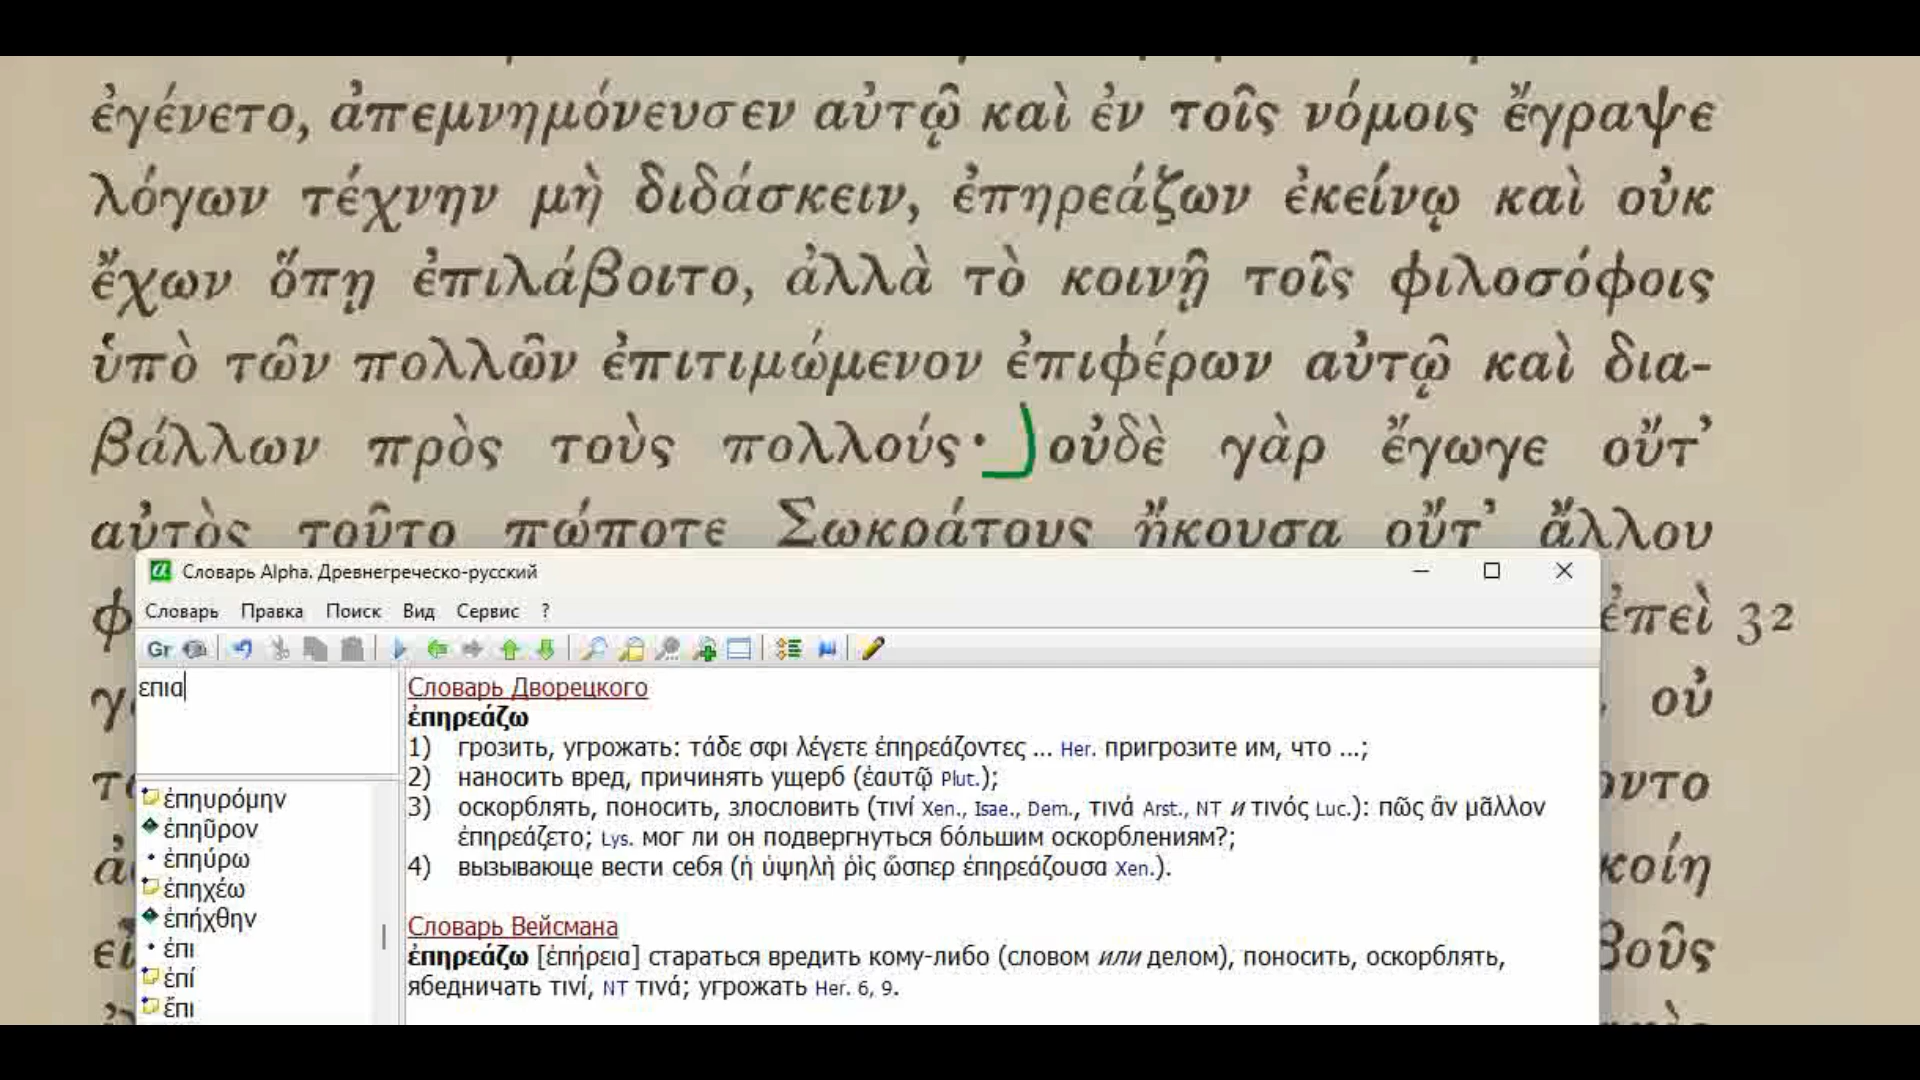 ἐγένετο, ἀπεμνημόνευσεν αὐτῷ καὶ ἐν τοῖς νόμοις ἔγραψε
λόγων τέχνην μὴ διδάσκειν, ἐπηρεάζων ἐκείνῳ καὶ οὐκ
ἔχων ὅπῃ ἐπιλάβοιτο, ἀλλὰ τὸ κοινῇ τοῖς φιλοσόφοις
ὑπὸ τῶν πολλῶν ἐπιτιμώμενον ἐπιφέρων αὐτῷ καὶ δια-
βάλλων πρὸς τοὺς πολλούς· οὐδὲ γὰρ ἔγωγε οὔτ’
αὐτὸς τοῦτο πώποτε Σωκράτους ἤκουσα οὔτ’ ἄλλου
Словарь Alpha. Древнегреческо-русский
Словарь Правка Поиск Вид Сервис ?
ἐπεὶ 32
Gr
επια
οὐ
Словарь Дворецкого
ἐπηρεάζω
1) грозить, угрожать: τάδε σφι λέγετε ἐπηρεάζοντες ... Her. пригрозите им, что ...;
2) наносить вред, причинять ущерб (ἑαυτῷ Plut.);
3) оскорблять, поносить, злословить (τινί Xen., Isae., Dem., τινά Arst., NT и τινός Luc.): πῶς ἂν μᾶλλον
ἐπηρεάζετο; Lys. мог ли он подвергнуться бóльшим оскорблениям?;
4) вызывающе вести себя (ἡ ὑψηλὴ ῥὶς ὥσπερ ἐπηρεάζουσα Xen.).
Словарь Вейсмана
ἐπηρεάζω [ἐπήρεια] стараться вредить кому-либо (словом или делом), поносить, оскорблять,
ябедничать τινί, NT τινά; угрожать Her. 6, 9.
ἐπηυρόμην
ἐπηῦρον
ἐπηύρω
ἐπηχέω
ἐπήχθην
ἐπι
ἐπί
ἔπι